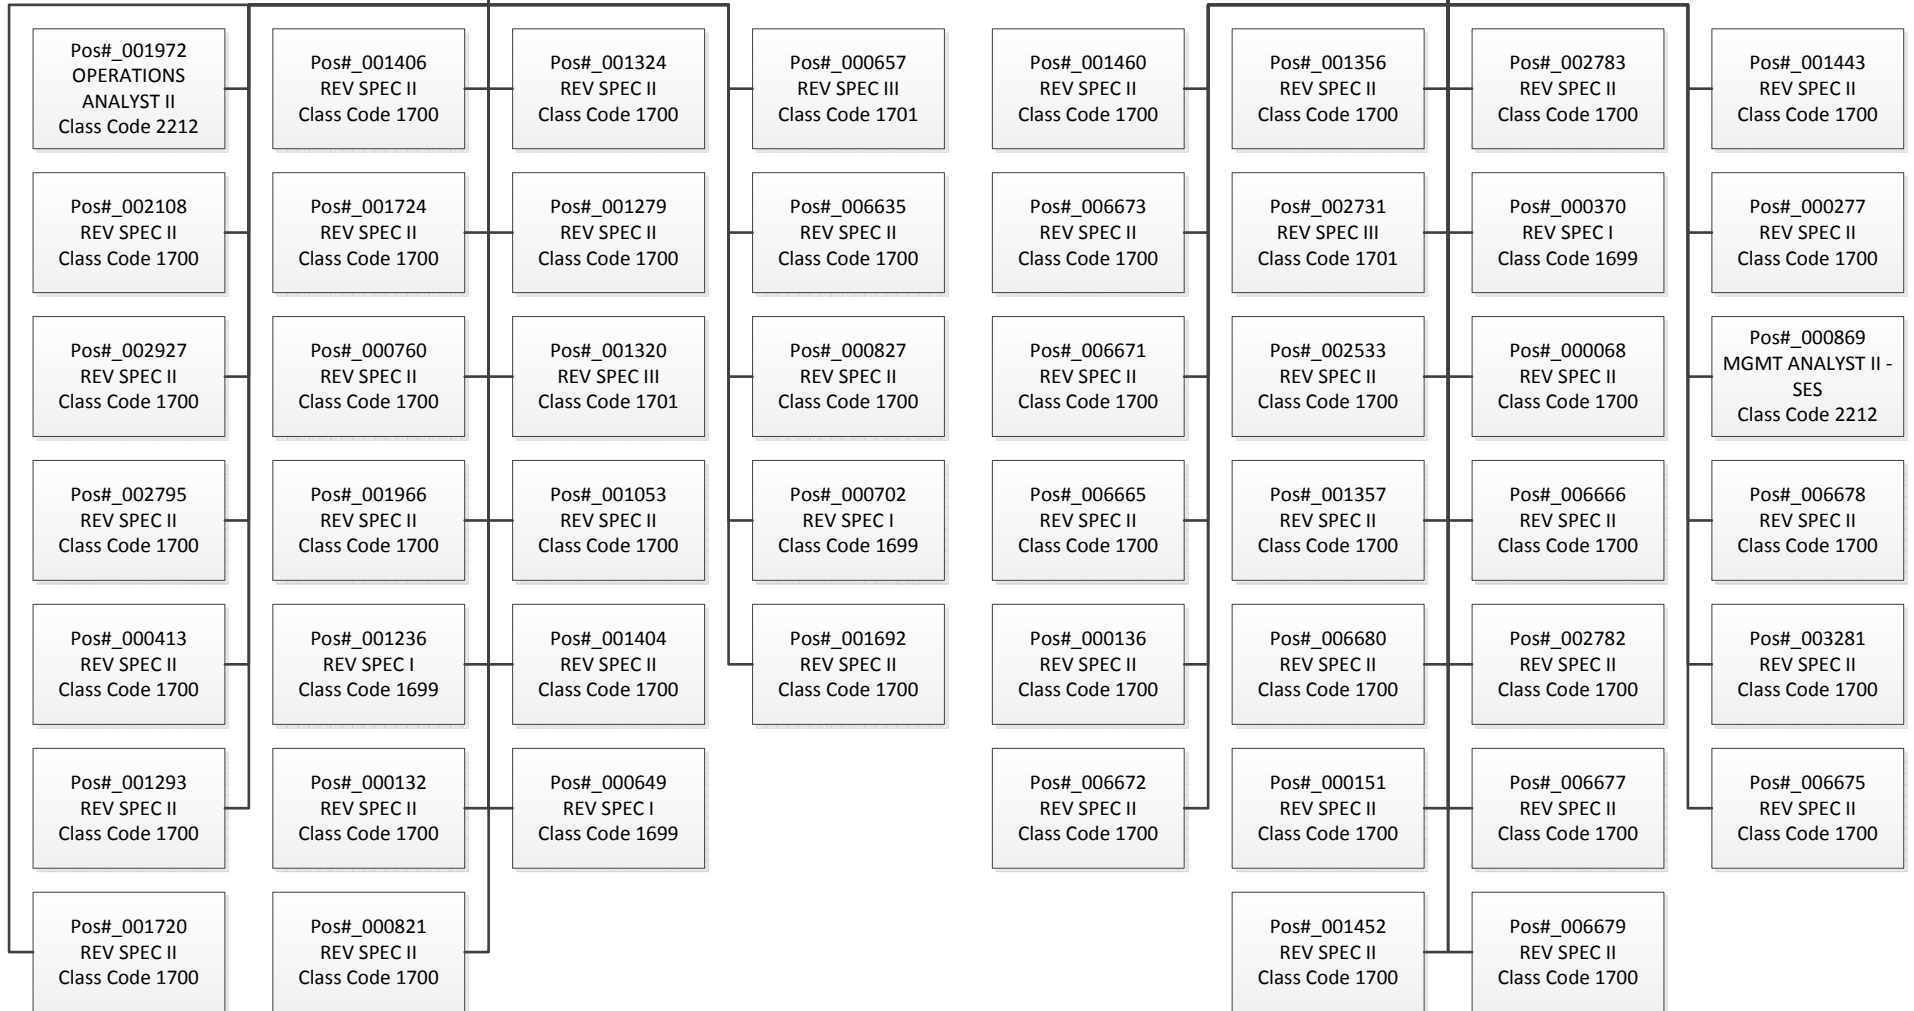 Pos#_001972
OPERATIONS
ANALYST II
Class Code 2212
Pos#_001406
REV SPEC II
Class Code 1700
Pos#_001324
REV SPEC II
Class Code 1700
Pos#_000657
REV SPEC III
Class Code 1701
Pos#_001460
REV SPEC II
Class Code 1700
Pos#_001356
REV SPEC II
Class Code 1700
Pos#_002783
REV SPEC II
Class Code 1700
Pos#_001443
REV SPEC II
Class Code 1700
Pos#_002108
REV SPEC II
Class Code 1700
Pos#_001724
REV SPEC II
Class Code 1700
Pos#_001279
REV SPEC II
Class Code 1700
Pos#_006635
REV SPEC II
Class Code 1700
Pos#_006673
REV SPEC II
Class Code 1700
Pos#_002731
REV SPEC III
Class Code 1701
Pos#_000370
REV SPEC I
Class Code 1699
Pos#_000277
REV SPEC II
Class Code 1700
Pos#_002927
REV SPEC II
Class Code 1700
Pos#_000760
REV SPEC II
Class Code 1700
Pos#_001320
REV SPEC III
Class Code 1701
Pos#_000827
REV SPEC II
Class Code 1700
Pos#_006671
REV SPEC II
Class Code 1700
Pos#_002533
REV SPEC II
Class Code 1700
Pos#_000068
REV SPEC II
Class Code 1700
Pos#_000869
MGMT ANALYST II -
SES
Class Code 2212
Pos#_002795
REV SPEC II
Class Code 1700
Pos#_001966
REV SPEC II
Class Code 1700
Pos#_001053
REV SPEC II
Class Code 1700
Pos#_000702
REV SPEC I
Class Code 1699
Pos#_006665
REV SPEC II
Class Code 1700
Pos#_001357
REV SPEC II
Class Code 1700
Pos#_006666
REV SPEC II
Class Code 1700
Pos#_006678
REV SPEC II
Class Code 1700
Pos#_000413
REV SPEC II
Class Code 1700
Pos#_001236
REV SPEC I
Class Code 1699
Pos#_001404
REV SPEC II
Class Code 1700
Pos#_001692
REV SPEC II
Class Code 1700
Pos#_000136
REV SPEC II
Class Code 1700
Pos#_006680
REV SPEC II
Class Code 1700
Pos#_002782
REV SPEC II
Class Code 1700
Pos#_003281
REV SPEC II
Class Code 1700
Pos#_001293
REV SPEC II
Class Code 1700
Pos#_000132
REV SPEC II
Class Code 1700
Pos#_000649
REV SPEC I
Class Code 1699
Pos#_006672
REV SPEC II
Class Code 1700
Pos#_000151
REV SPEC II
Class Code 1700
Pos#_006677
REV SPEC II
Class Code 1700
Pos#_006675
REV SPEC II
Class Code 1700
Pos#_001720
REV SPEC II
Class Code 1700
Pos#_000821
REV SPEC II
Class Code 1700
Pos#_001452
REV SPEC II
Class Code 1700
Pos#_006679
REV SPEC II
Class Code 1700